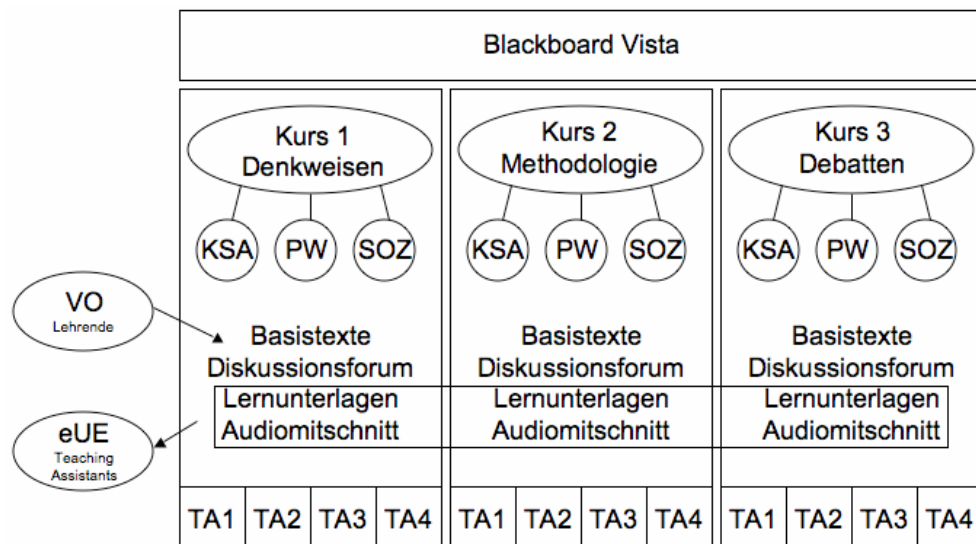 Blackboard Vista
Kurs 1
Denkweisen
KSA PW SOZ
Basistexte
Diskussionsforum
Lernunterlagen
Audiomitschnitt
TA1 TA2 TA3 TA4
Kurs 2
Methodologie
KSA PW SOZ
Basistexte
Diskussionsforum
Lernunterlagen
Audiomitschnitt
TA1 TA2 TA3 TA4
Kurs 3
Debatten
KSA PW SOZ
Basistexte
Diskussionsforum
Lernunterlagen
Audiomitschnitt
TA1 TA2 TA3 TA4
VO
Lehrende
eUE
Teaching
Assistants